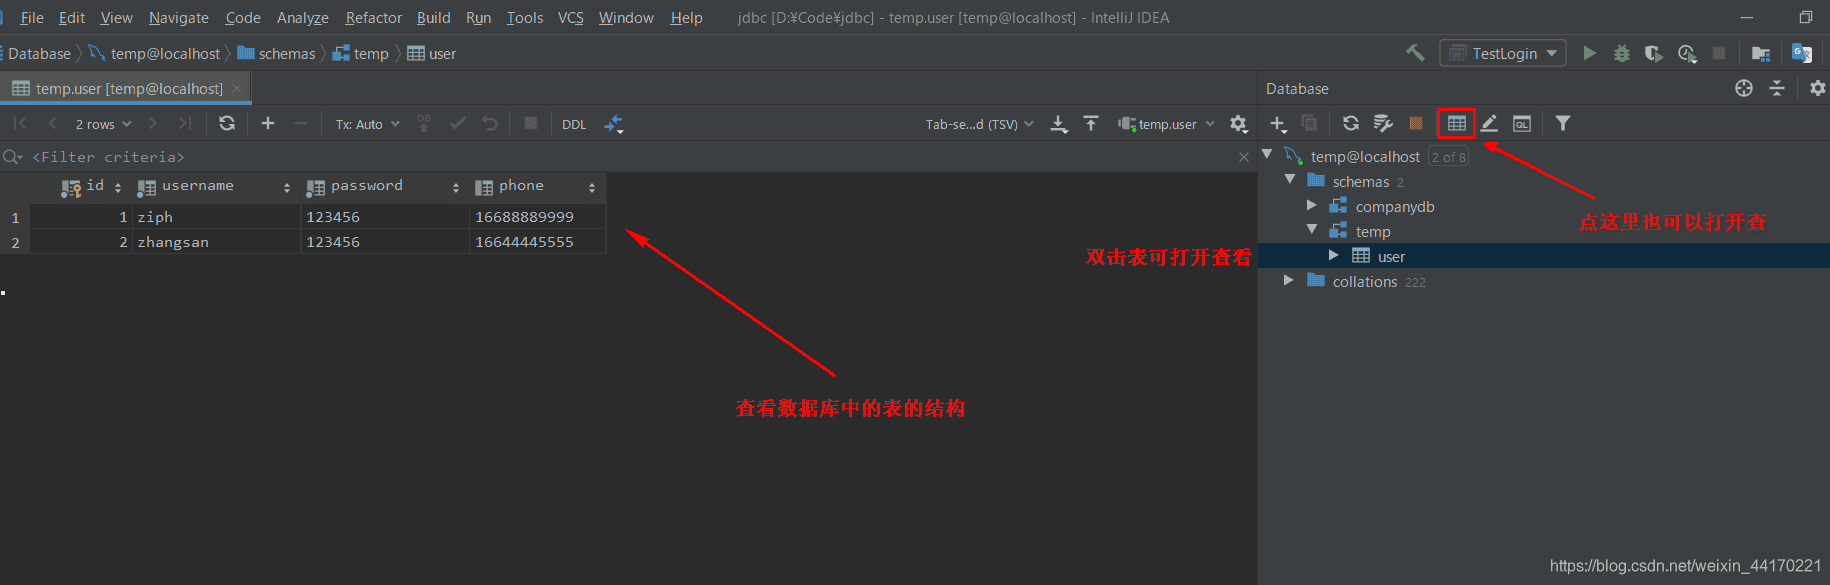 File Edit View Navigate Code Analyze Refactor Build Run Tools VCS Window Help jdbc [D:¥Code¥jdbc] - temp.user [temp@localhost] - IntelliJ IDEA
Database temp@localhost schemas temp user TestLogin
temp.user [temp@localhost] Database
2 rows Tx: Auto DB DDL Tab-se...d (TSV) temp.user QL
<Filter criteria>
temp@localhost 2 of 8
id username password phone
schemas 2
1 1 ziph 123456 16688889999
companydb
点这里也可以打开查
temp
2 2 zhangsan 123456 16644445555
双击表可打开查看
user
collations 222
查看数据库中的表的结构
https://blog.csdn.net/weixin_44170221